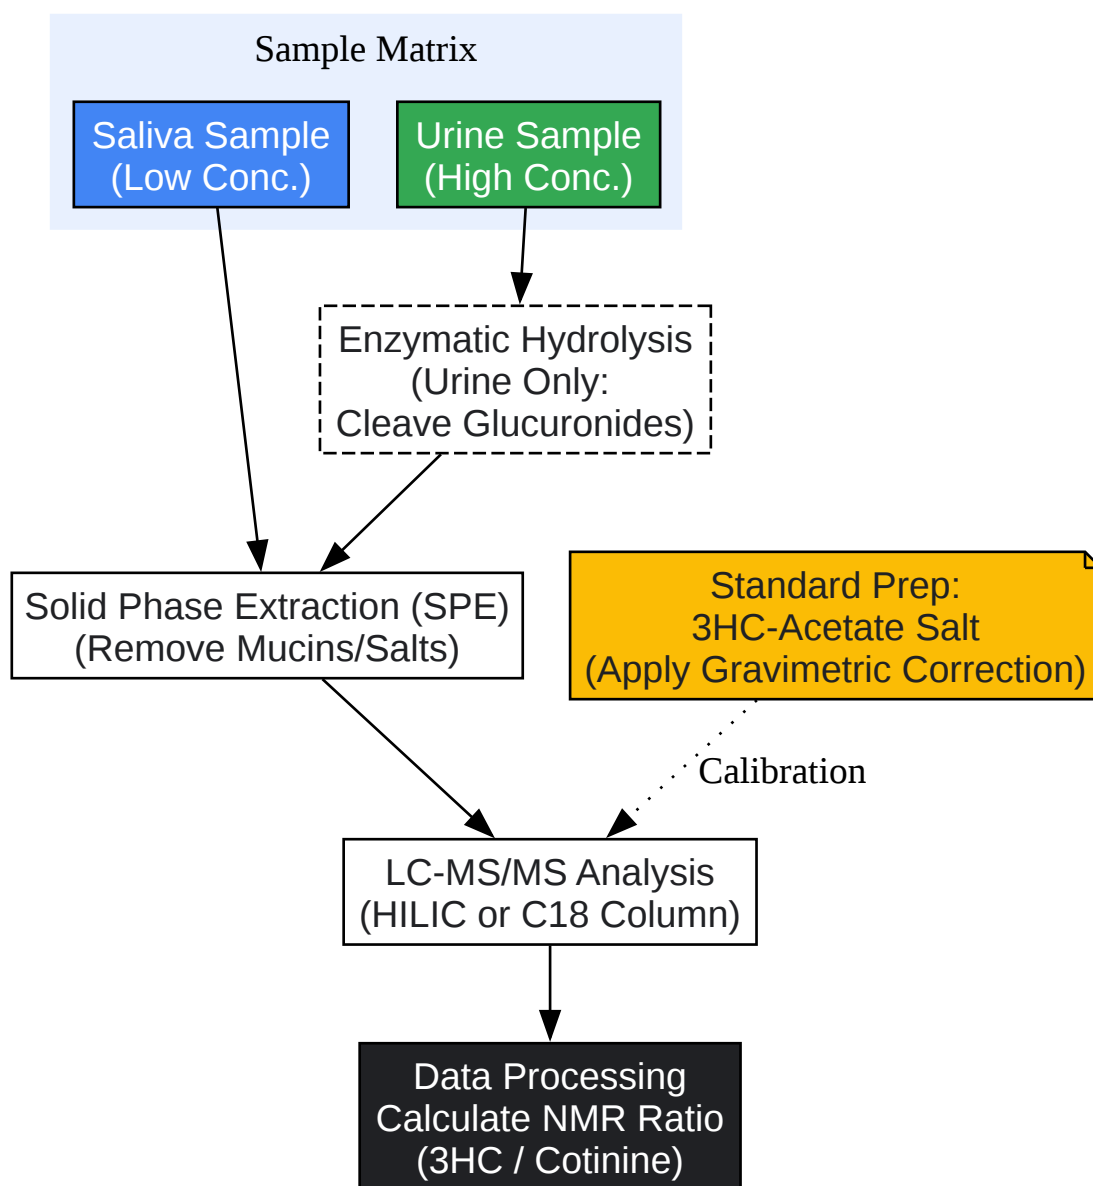 Sample Matrix
Saliva Sample
(Low Conc.)
Urine Sample
(High Conc.)
Enzymatic Hydrolysis
(Urine Only:
Cleave Glucuronides)
Solid Phase Extraction (SPE)
(Remove Mucins/Salts)
Standard Prep:
3HC-Acetate Salt
(Apply Gravimetric Correction)
Calibration
LC-MS/MS Analysis
(HILIC or C18 Column)
Data Processing
Calculate NMR Ratio
(3HC / Cotinine)